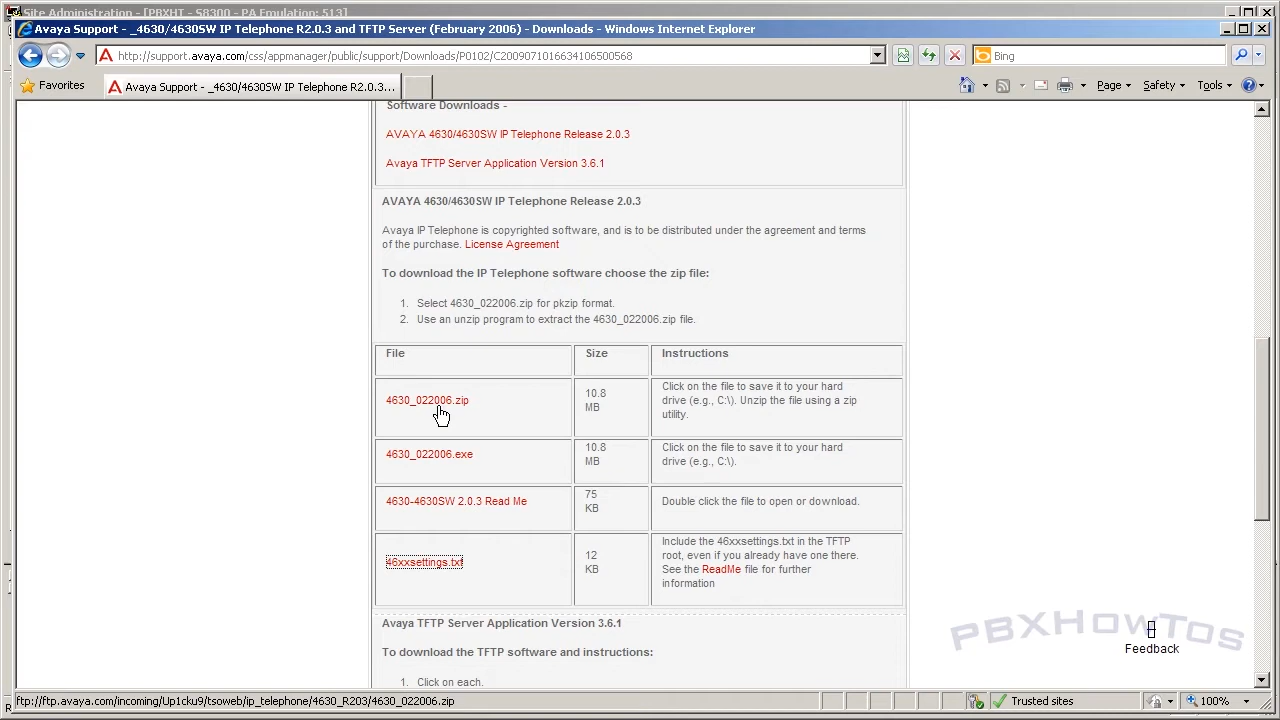 Site Administration - [PBXHT - S8300 - PA Emulation: 513]
Avaya Support - _4630/4630SW IP Telephone R2.0.3 and TFTP Server (February 2006) - Downloads - Windows Internet Explorer
http://support.avaya.com/css/appmanager/public/support/Downloads/P0102/C2009071016634106500568
Bing
Favorites
Avaya Support - _4630/4630SW IP Telephone R2.0.3...
Page
Safety
Tools
Software Downloads -
AVAYA 4630/4630SW IP Telephone Release 2.0.3
Avaya TFTP Server Application Version 3.6.1
AVAYA 4630/4630SW IP Telephone Release 2.0.3
Avaya IP Telephone is copyrighted software, and is to be distributed under the agreement and terms
of the purchase. License Agreement
To download the IP Telephone software choose the zip file:
1. Select 4630_022006.zip for pkzip format.
2. Use an unzip program to extract the 4630_022006.zip file.
File
Size
Instructions
4630_022006.zip
10.8
MB
Click on the file to save it to your hard
drive (e.g., C:\). Unzip the file using a zip
utility.
4630_022006.exe
10.8
MB
Click on the file to save it to your hard
drive (e.g., C:\).
4630-4630SW 2.0.3 Read Me
75
KB
Double click the file to open or download.
46xxsettings.txt
12
KB
Include the 46xxsettings.txt in the TFTP
root, even if you already have one there.
See the ReadMe file for further
information
Avaya TFTP Server Application Version 3.6.1
To download the TFTP software and instructions:
1. Click on each.
PBXHowTos
Feedback
ftp://ftp.avaya.com/incoming/Up1cku9/tsoweb/ip_telephone/4630_R203/4630_022006.zip
Trusted sites
100%